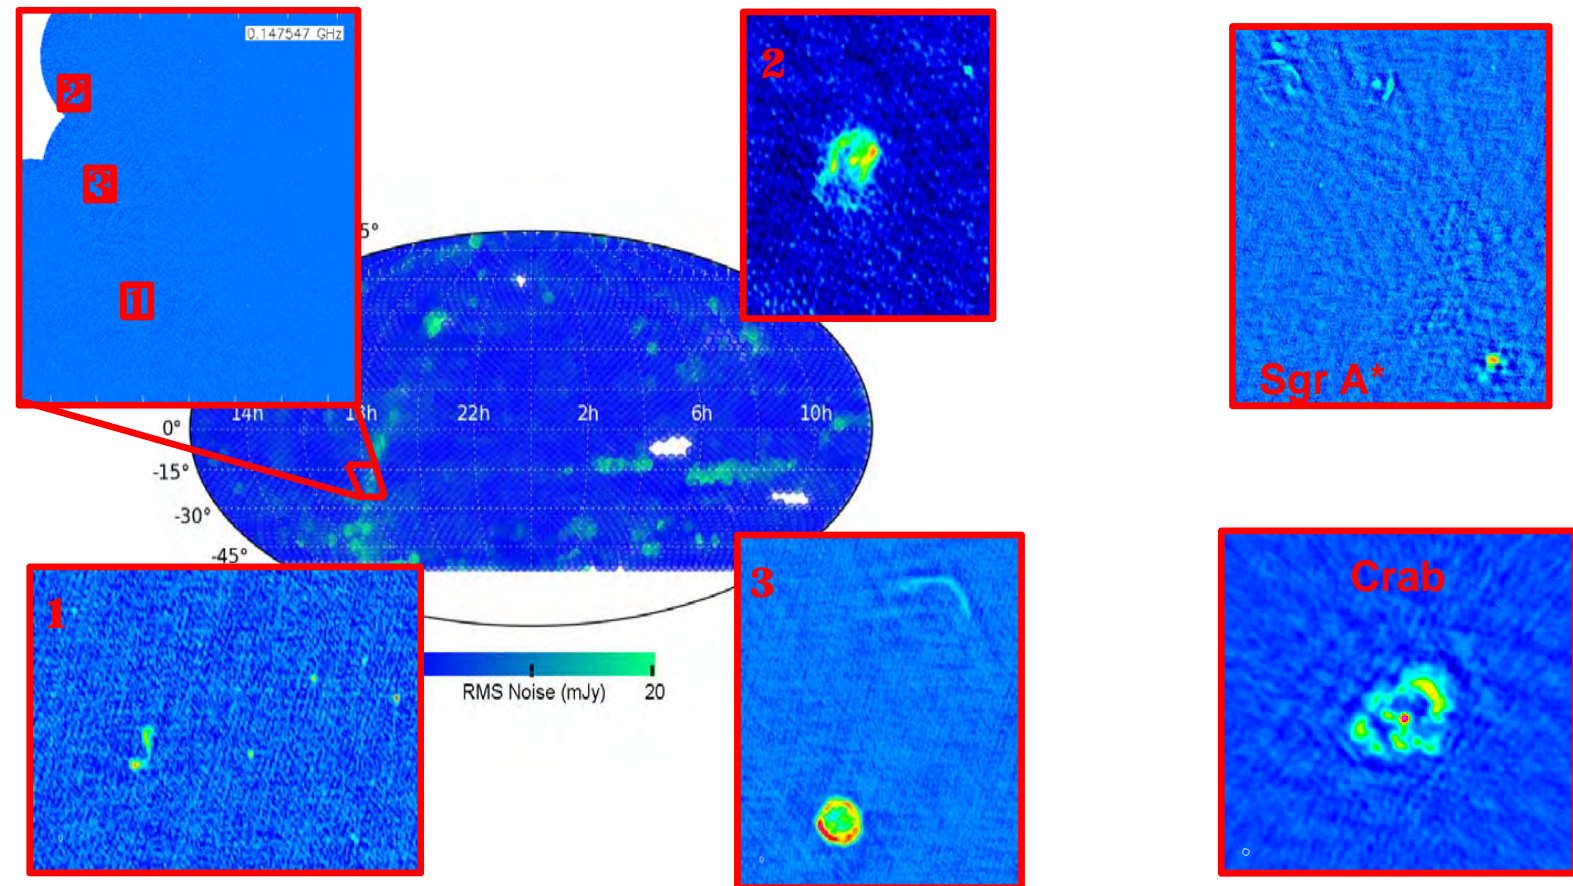 0.147547 GHz
2
3
1
2
Sgr A*
5°
14h
18h
22h
2h
6h
10h
0°
-15°
-30°
-45°
1
3
Crab
RMS Noise (mJy)
20